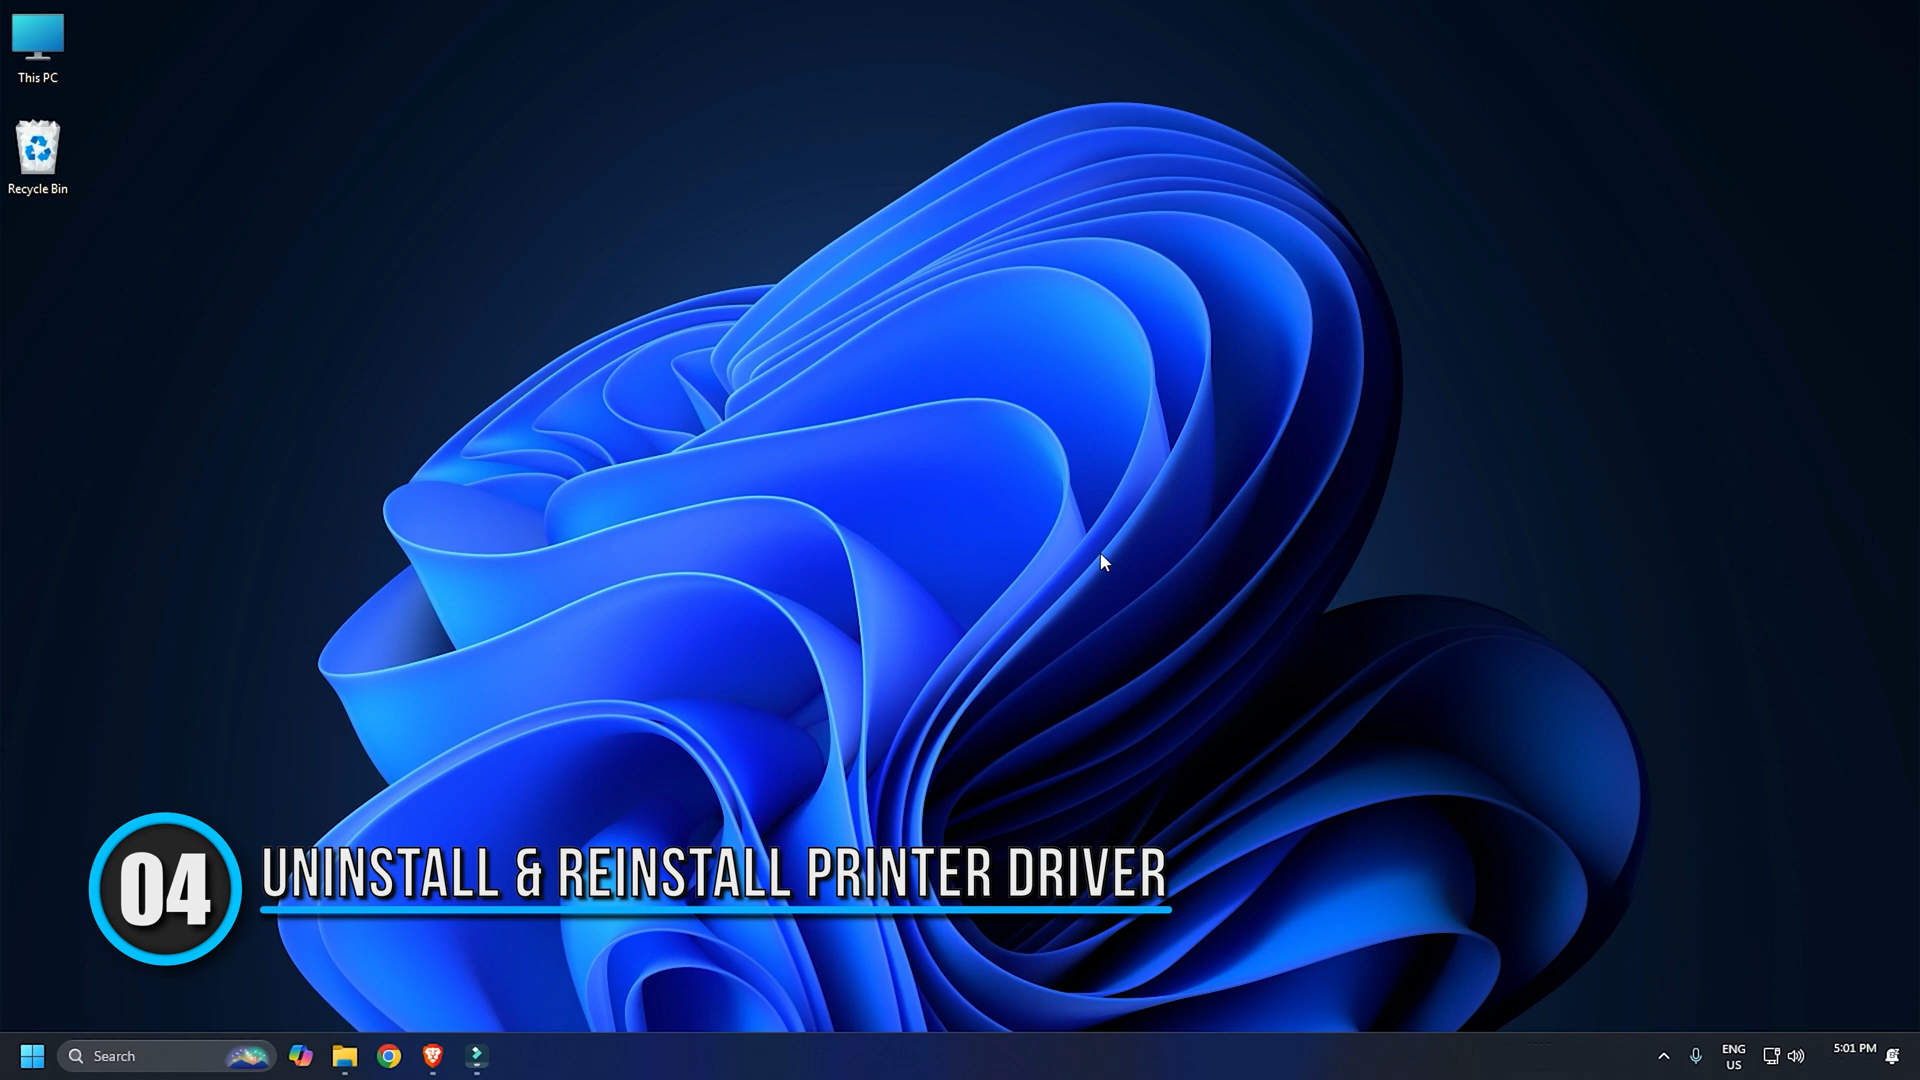 This PC
Recycle Bin
04
UNINSTALL & REINSTALL PRINTER DRIVER
Search
ENG
US
5:01 PM